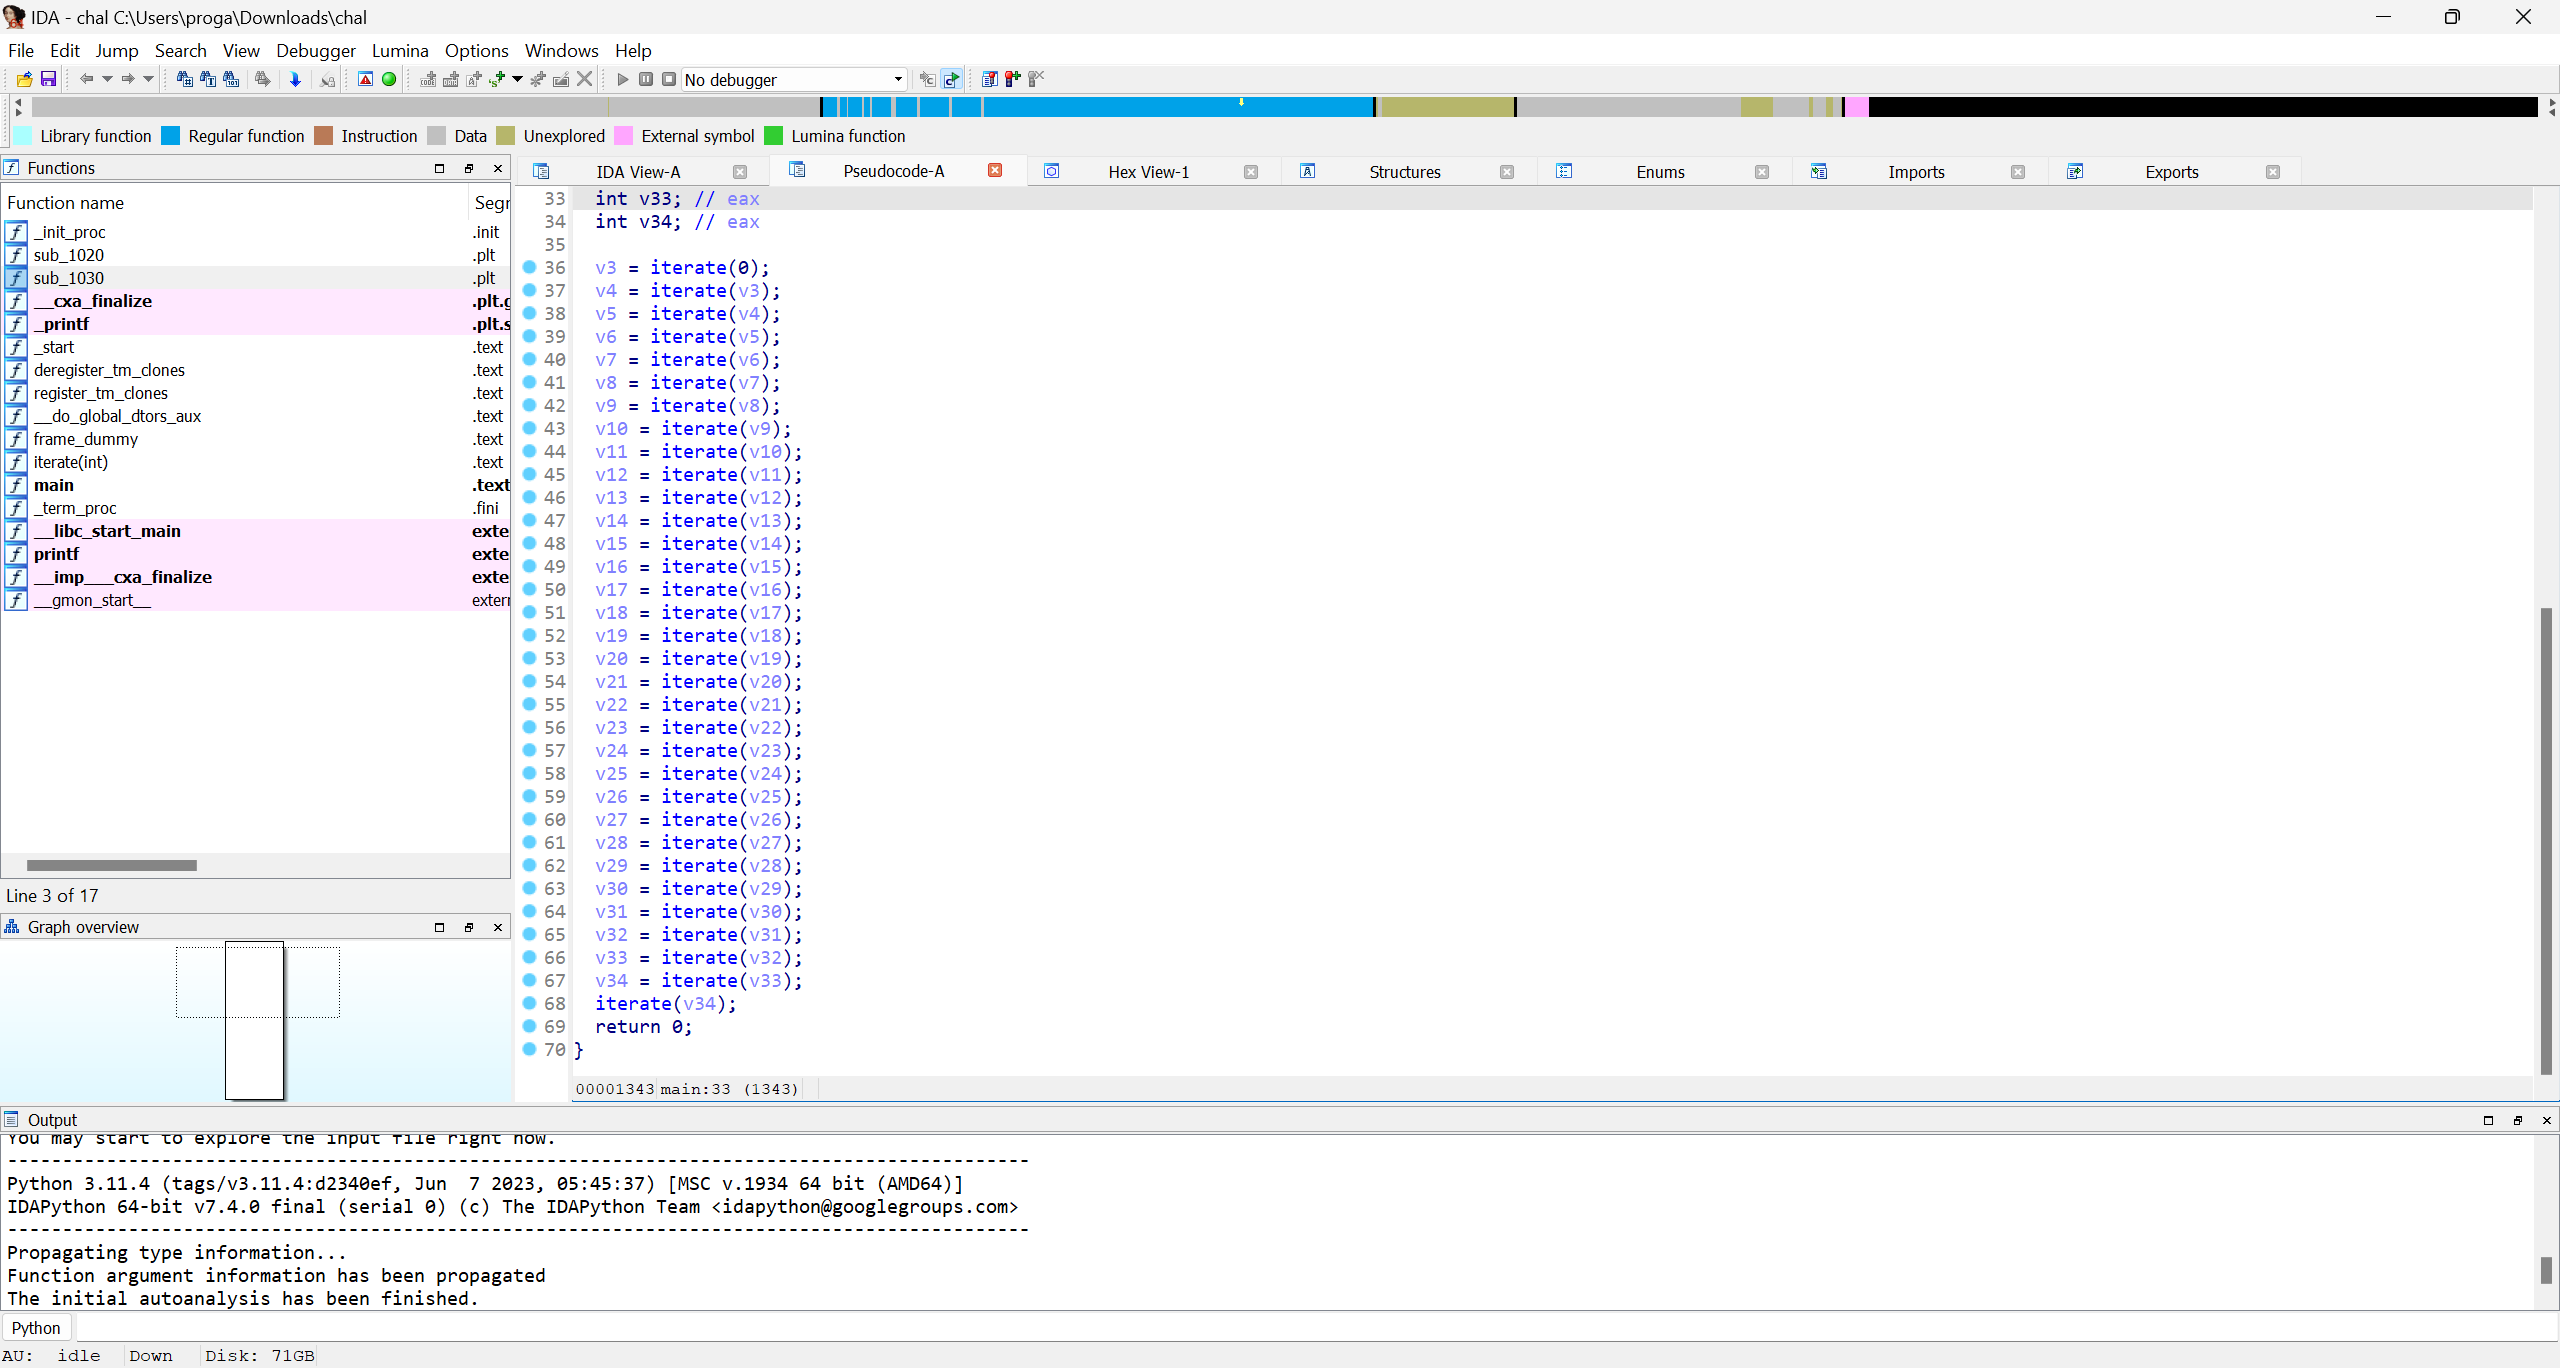 IDA - chal C:\Users\proga\Downloads\chal
File Edit Jump Search View Debugger Lumina Options Windows Help
No debugger
Library function Regular function Instruction Data Unexplored External symbol Lumina function
Functions
Function name Segr
_init_proc .init
sub_1020 .plt
sub_1030 .plt
__cxa_finalize .plt.g
_printf .plt.s
_start .text
deregister_tm_clones .text
register_tm_clones .text
__do_global_dtors_aux .text
frame_dummy .text
iterate(int) .text
main .text
_term_proc .fini
__libc_start_main exte
printf exte
__imp___cxa_finalize exte
__gmon_start__ exter
Line 3 of 17
Graph overview
IDA View-A Pseudocode-A Hex View-1 Structures Enums Imports Exports
33 int v33; // eax
34 int v34; // eax
35
36 v3 = iterate(0);
37 v4 = iterate(v3);
38 v5 = iterate(v4);
39 v6 = iterate(v5);
40 v7 = iterate(v6);
41 v8 = iterate(v7);
42 v9 = iterate(v8);
43 v10 = iterate(v9);
44 v11 = iterate(v10);
45 v12 = iterate(v11);
46 v13 = iterate(v12);
47 v14 = iterate(v13);
48 v15 = iterate(v14);
49 v16 = iterate(v15);
50 v17 = iterate(v16);
51 v18 = iterate(v17);
52 v19 = iterate(v18);
53 v20 = iterate(v19);
54 v21 = iterate(v20);
55 v22 = iterate(v21);
56 v23 = iterate(v22);
57 v24 = iterate(v23);
58 v25 = iterate(v24);
59 v26 = iterate(v25);
60 v27 = iterate(v26);
61 v28 = iterate(v27);
62 v29 = iterate(v28);
63 v30 = iterate(v29);
64 v31 = iterate(v30);
65 v32 = iterate(v31);
66 v33 = iterate(v32);
67 v34 = iterate(v33);
68 iterate(v34);
69 return 0;
70 }
00001343 main:33 (1343)
Output
You may start to explore the input file right now.
---------------------------------------------------------------------------------------------
Python 3.11.4 (tags/v3.11.4:d2340ef, Jun  7 2023, 05:45:37) [MSC v.1934 64 bit (AMD64)]
IDAPython 64-bit v7.4.0 final (serial 0) (c) The IDAPython Team <idapython@googlegroups.com>
---------------------------------------------------------------------------------------------
Propagating type information...
Function argument information has been propagated
The initial autoanalysis has been finished.
Python
AU: idle Down Disk: 71GB